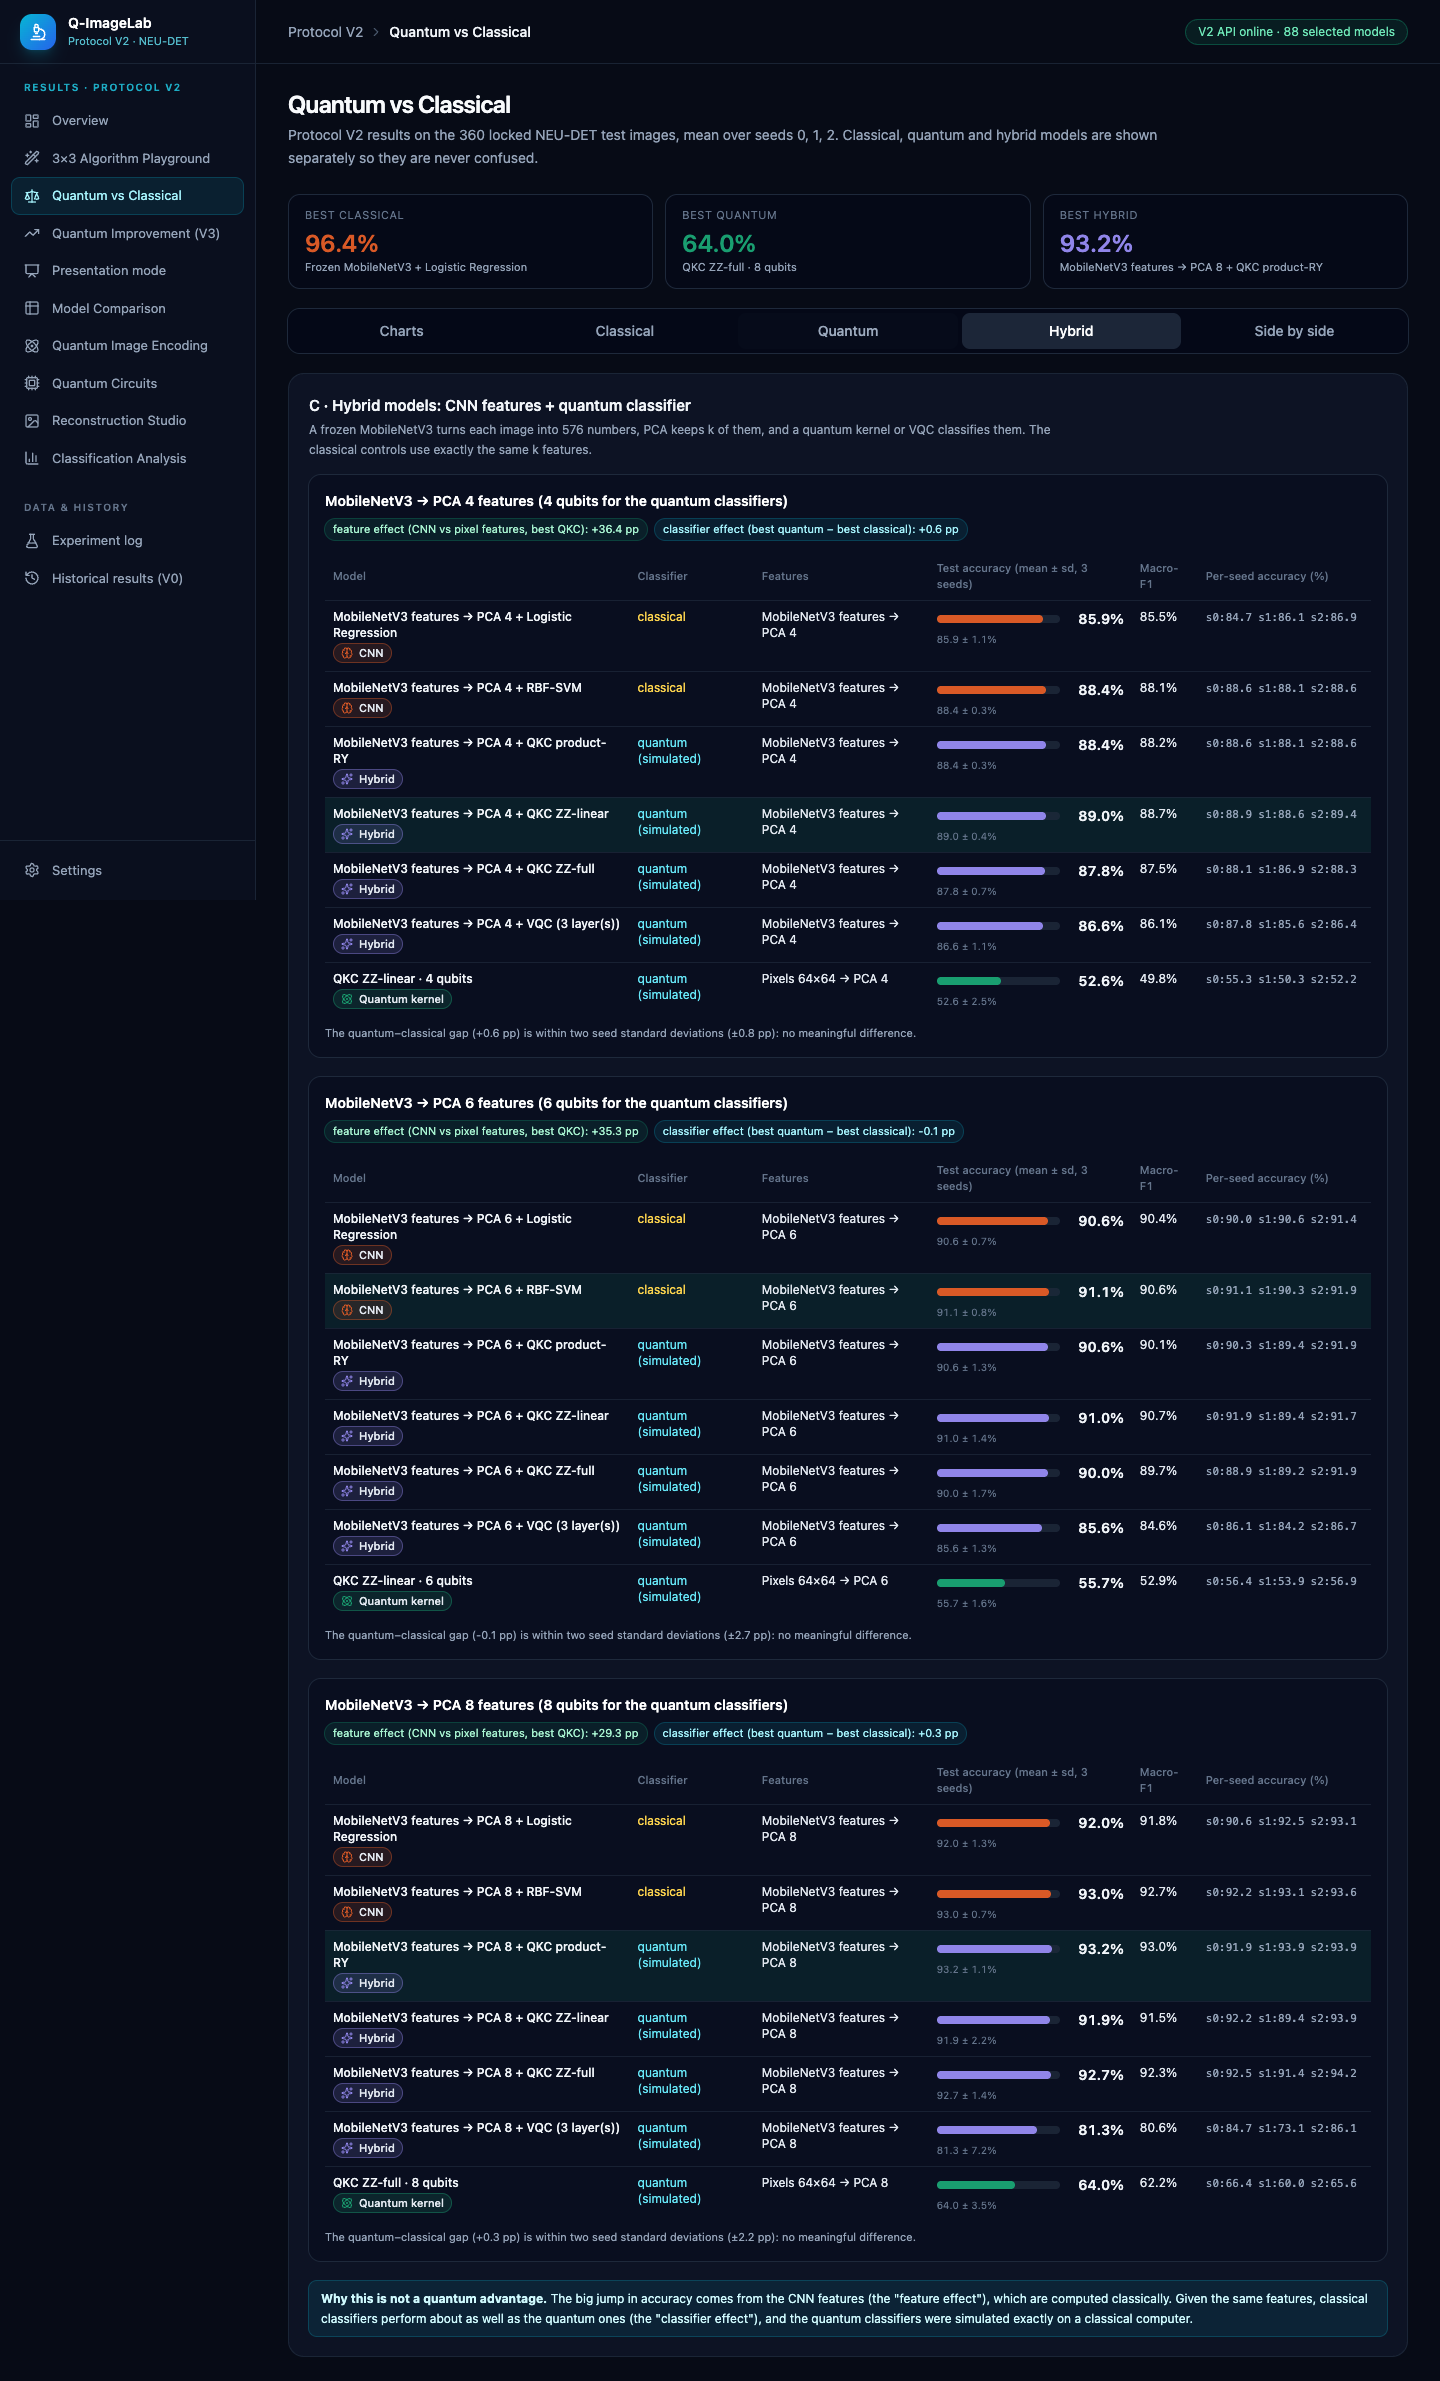 Q-ImageLab
Protocol V2 · NEU-DET
RESULTS · PROTOCOL V2
Overview
3×3 Algorithm Playground
Quantum vs Classical
Quantum Improvement (V3)
Presentation mode
Model Comparison
Quantum Image Encoding
Quantum Circuits
Reconstruction Studio
Classification Analysis
DATA & HISTORY
Experiment log
Historical results (V0)
Settings
Protocol V2 > Quantum vs Classical
V2 API online · 88 selected models
Quantum vs Classical
Protocol V2 results on the 360 locked NEU-DET test images, mean over seeds 0, 1, 2. Classical, quantum and hybrid models are shown
separately so they are never confused.
BEST CLASSICAL
96.4%
Frozen MobileNetV3 + Logistic Regression
BEST QUANTUM
64.0%
QKC ZZ-full · 8 qubits
BEST HYBRID
93.2%
MobileNetV3 features → PCA 8 + QKC product-RY
Charts Classical Quantum Hybrid Side by side
C · Hybrid models: CNN features + quantum classifier
A frozen MobileNetV3 turns each image into 576 numbers, PCA keeps k of them, and a quantum kernel or VQC classifies them. The
classical controls use exactly the same k features.
MobileNetV3 → PCA 4 features (4 qubits for the quantum classifiers)
feature effect (CNN vs pixel features, best QKC): +36.4 pp classifier effect (best quantum − best classical): +0.6 pp
Model Classifier Features Test accuracy (mean ± sd, 3 seeds) Macro-F1 Per-seed accuracy (%)
MobileNetV3 features → PCA 4 + Logistic Regression classical MobileNetV3 features → PCA 4 85.9% 85.5% s0:84.7 s1:86.1 s2:86.9
CNN 85.9 ± 1.1%
MobileNetV3 features → PCA 4 + RBF-SVM classical MobileNetV3 features → PCA 4 88.4% 88.1% s0:88.6 s1:88.1 s2:88.6
CNN 88.4 ± 0.3%
MobileNetV3 features → PCA 4 + QKC product-RY quantum (simulated) MobileNetV3 features → PCA 4 88.4% 88.2% s0:88.6 s1:88.1 s2:88.6
Hybrid 88.4 ± 0.3%
MobileNetV3 features → PCA 4 + QKC ZZ-linear quantum (simulated) MobileNetV3 features → PCA 4 89.0% 88.7% s0:88.9 s1:88.6 s2:89.4
Hybrid 89.0 ± 0.4%
MobileNetV3 features → PCA 4 + QKC ZZ-full quantum (simulated) MobileNetV3 features → PCA 4 87.8% 87.5% s0:88.1 s1:86.9 s2:88.3
Hybrid 87.8 ± 0.7%
MobileNetV3 features → PCA 4 + VQC (3 layer(s)) quantum (simulated) MobileNetV3 features → PCA 4 86.6% 86.1% s0:87.8 s1:85.6 s2:86.4
Hybrid 86.6 ± 1.1%
QKC ZZ-linear · 4 qubits quantum (simulated) Pixels 64×64 → PCA 4 52.6% 49.8% s0:55.3 s1:50.3 s2:52.2
Quantum kernel 52.6 ± 2.5%
The quantum–classical gap (+0.6 pp) is within two seed standard deviations (±0.8 pp): no meaningful difference.
MobileNetV3 → PCA 6 features (6 qubits for the quantum classifiers)
feature effect (CNN vs pixel features, best QKC): +35.3 pp classifier effect (best quantum − best classical): -0.1 pp
Model Classifier Features Test accuracy (mean ± sd, 3 seeds) Macro-F1 Per-seed accuracy (%)
MobileNetV3 features → PCA 6 + Logistic Regression classical MobileNetV3 features → PCA 6 90.6% 90.4% s0:90.0 s1:90.6 s2:91.4
CNN 90.6 ± 0.7%
MobileNetV3 features → PCA 6 + RBF-SVM classical MobileNetV3 features → PCA 6 91.1% 90.6% s0:91.1 s1:90.3 s2:91.9
CNN 91.1 ± 0.8%
MobileNetV3 features → PCA 6 + QKC product-RY quantum (simulated) MobileNetV3 features → PCA 6 90.6% 90.1% s0:90.3 s1:89.4 s2:91.9
Hybrid 90.6 ± 1.3%
MobileNetV3 features → PCA 6 + QKC ZZ-linear quantum (simulated) MobileNetV3 features → PCA 6 91.0% 90.7% s0:91.9 s1:89.4 s2:91.7
Hybrid 91.0 ± 1.4%
MobileNetV3 features → PCA 6 + QKC ZZ-full quantum (simulated) MobileNetV3 features → PCA 6 90.0% 89.7% s0:88.9 s1:89.2 s2:91.9
Hybrid 90.0 ± 1.7%
MobileNetV3 features → PCA 6 + VQC (3 layer(s)) quantum (simulated) MobileNetV3 features → PCA 6 85.6% 84.6% s0:86.1 s1:84.2 s2:86.7
Hybrid 85.6 ± 1.3%
QKC ZZ-linear · 6 qubits quantum (simulated) Pixels 64×64 → PCA 6 55.7% 52.9% s0:56.4 s1:53.9 s2:56.9
Quantum kernel 55.7 ± 1.6%
The quantum–classical gap (-0.1 pp) is within two seed standard deviations (±2.7 pp): no meaningful difference.
MobileNetV3 → PCA 8 features (8 qubits for the quantum classifiers)
feature effect (CNN vs pixel features, best QKC): +29.3 pp classifier effect (best quantum − best classical): +0.3 pp
Model Classifier Features Test accuracy (mean ± sd, 3 seeds) Macro-F1 Per-seed accuracy (%)
MobileNetV3 features → PCA 8 + Logistic Regression classical MobileNetV3 features → PCA 8 92.0% 91.8% s0:90.6 s1:92.5 s2:93.1
CNN 92.0 ± 1.3%
MobileNetV3 features → PCA 8 + RBF-SVM classical MobileNetV3 features → PCA 8 93.0% 92.7% s0:92.2 s1:93.1 s2:93.6
CNN 93.0 ± 0.7%
MobileNetV3 features → PCA 8 + QKC product-RY quantum (simulated) MobileNetV3 features → PCA 8 93.2% 93.0% s0:91.9 s1:93.9 s2:93.9
Hybrid 93.2 ± 1.1%
MobileNetV3 features → PCA 8 + QKC ZZ-linear quantum (simulated) MobileNetV3 features → PCA 8 91.9% 91.5% s0:92.2 s1:89.4 s2:93.9
Hybrid 91.9 ± 2.2%
MobileNetV3 features → PCA 8 + QKC ZZ-full quantum (simulated) MobileNetV3 features → PCA 8 92.7% 92.3% s0:92.5 s1:91.4 s2:94.2
Hybrid 92.7 ± 1.4%
MobileNetV3 features → PCA 8 + VQC (3 layer(s)) quantum (simulated) MobileNetV3 features → PCA 8 81.3% 80.6% s0:84.7 s1:73.1 s2:86.1
Hybrid 81.3 ± 7.2%
QKC ZZ-full · 8 qubits quantum (simulated) Pixels 64×64 → PCA 8 64.0% 62.2% s0:66.4 s1:60.0 s2:65.6
Quantum kernel 64.0 ± 3.5%
The quantum–classical gap (+0.3 pp) is within two seed standard deviations (±2.2 pp): no meaningful difference.
Why this is not a quantum advantage. The big jump in accuracy comes from the CNN features (the "feature effect"), which are computed classically. Given the same features, classical
classifiers perform about as well as the quantum ones (the "classifier effect"), and the quantum classifiers were simulated exactly on a classical computer.